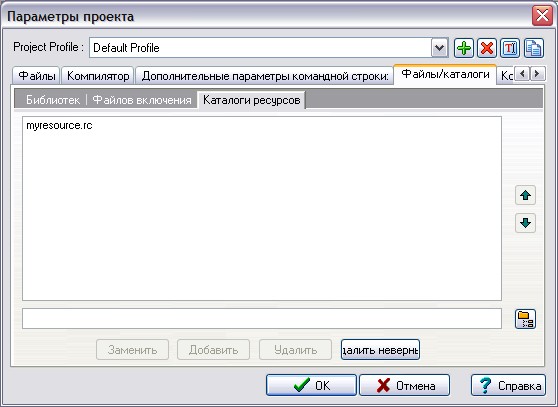 Параметры проекта
Project Profile : Default Profile
Файлы Компилятор Дополнительные параметры командной строки: Файлы/каталоги Ко
Библиотек Файлов включения Каталоги ресурсов
myresource.rc
Заменить Добавить Удалить далить неверны
OK Отмена Справка